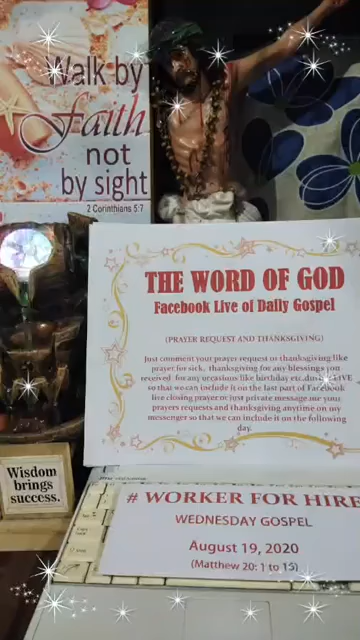 Walk by
Faith
not
by sight
2 Corinthians 5:7
THE WORD OF GOD
Facebook Live of Daily Gospel
(PRAYER REQUEST AND THANKSGIVING)
Just comment your prayer request or thanksgiving like
prayer for sick, thanksgiving for any blessings you
received for any occasions like birthday etc. LIVE
so that we can include it on the last part of Facebook
live closing prayer or just private message me your
prayers requests and thanksgiving anytime on my
messenger so that we can include it on the following
day.
Wisdom
brings
success.
# WORKER FOR HIRE
WEDNESDAY GOSPEL
August 19, 2020
(Matthew 20: 1 to 15)